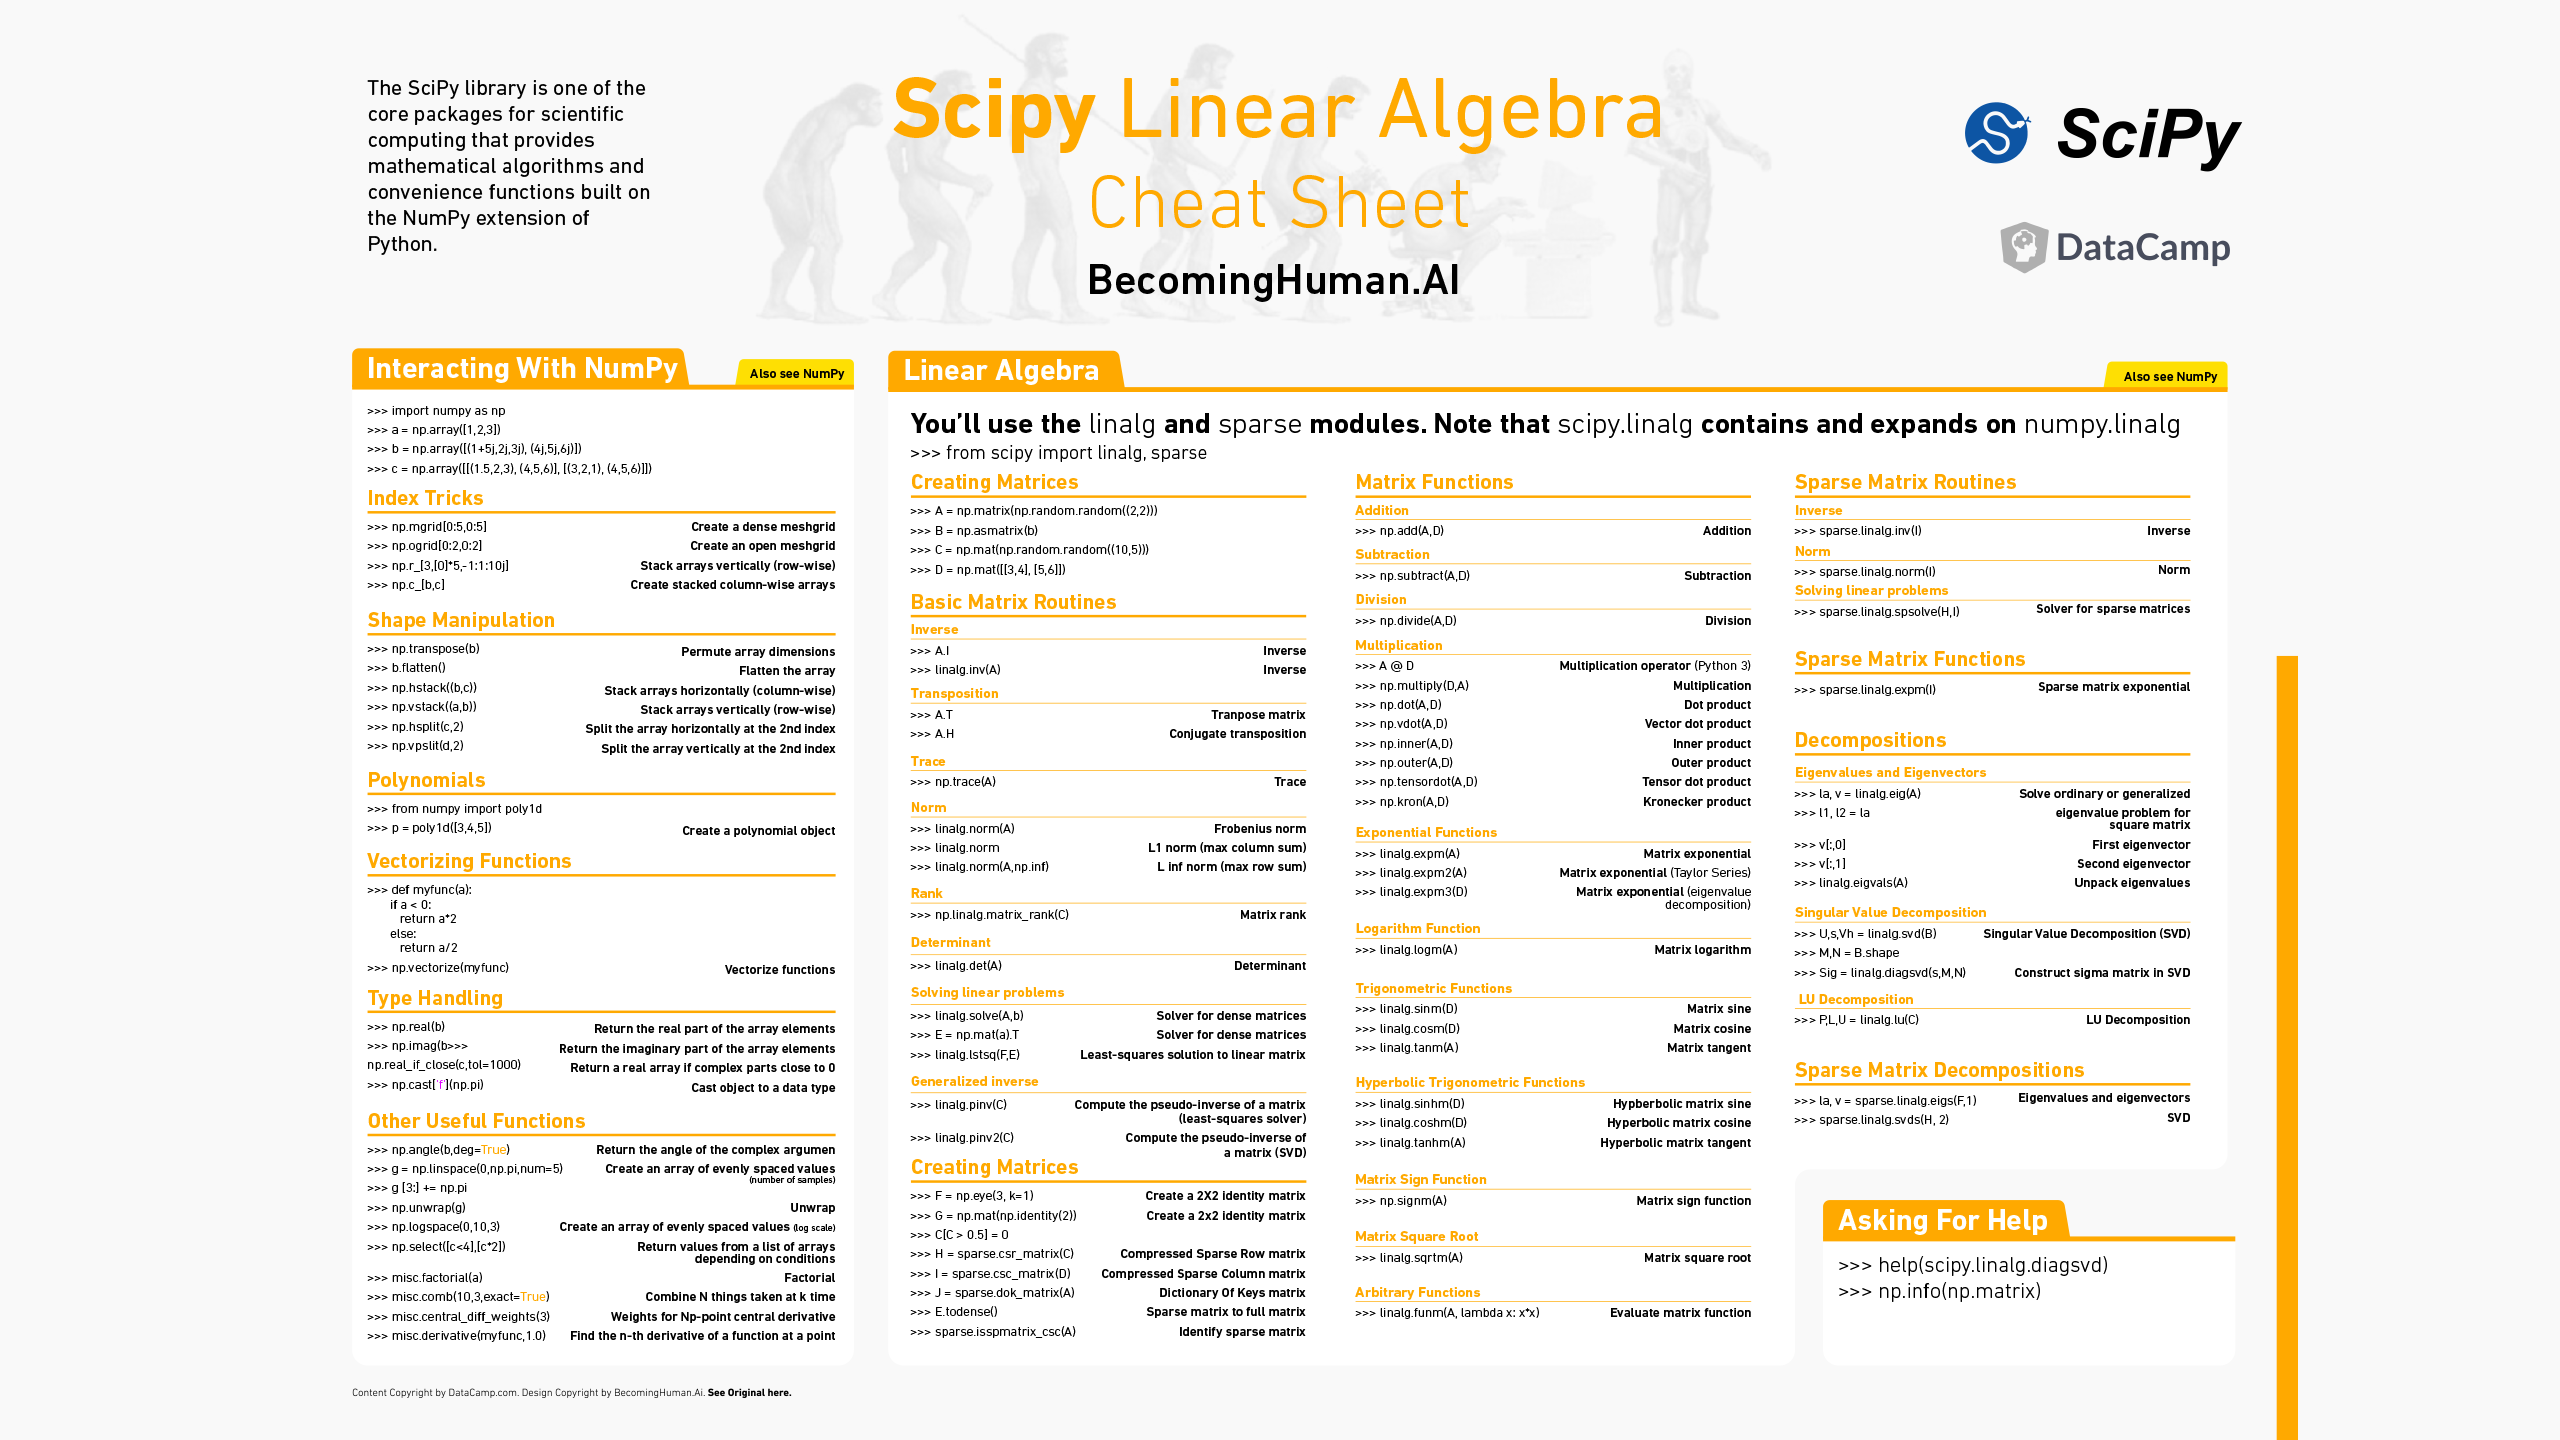 The SciPy library is one of the
core packages for scientific
computing that provides
mathematical algorithms and
convenience functions built on
the NumPy extension of
Python.
Scipy Linear Algebra
Cheat Sheet
BecomingHuman.AI
SciPy
DataCamp
Interacting With NumPy
Also see NumPy
>>> import numpy as np
>>> a = np.array([1,2,3])
>>> b = np.array([(1+5j,2j,3j), (4j,5j,6j)])
>>> c = np.array([[(1.5,2,3), (4,5,6)], [(3,2,1), (4,5,6)]])
Index Tricks
>>> np.mgrid[0:5,0:5] Create a dense meshgrid
>>> np.ogrid[0:2,0:2] Create an open meshgrid
>>> np.r_[3,[0]*5,-1:1:10j] Stack arrays vertically (row-wise)
>>> np.c_[b,c] Create stacked column-wise arrays
Shape Manipulation
>>> np.transpose(b) Permute array dimensions
>>> b.flatten() Flatten the array
>>> np.hstack((b,c)) Stack arrays horizontally (column-wise)
>>> np.vstack((a,b)) Stack arrays vertically (row-wise)
>>> np.hsplit(c,2) Split the array horizontally at the 2nd index
>>> np.vpslit(d,2) Split the array vertically at the 2nd index
Polynomials
>>> from numpy import poly1d
>>> p = poly1d([3,4,5]) Create a polynomial object
Vectorizing Functions
>>> def myfunc(a):
if a < 0:
return a*2
else:
return a/2
>>> np.vectorize(myfunc) Vectorize functions
Type Handling
>>> np.real(b) Return the real part of the array elements
>>> np.imag(b>>> Return the imaginary part of the array elements
np.real_if_close(c,tol=1000) Return a real array if complex parts close to 0
>>> np.cast['f'](np.pi) Cast object to a data type
Other Useful Functions
>>> np.angle(b,deg=True) Return the angle of the complex argumen
>>> g = np.linspace(0,np.pi,num=5) Create an array of evenly spaced values
(number of samples)
>>> g [3:] += np.pi
>>> np.unwrap(g) Unwrap
>>> np.logspace(0,10,3) Create an array of evenly spaced values (log scale)
>>> np.select([c<4],[c*2]) Return values from a list of arrays
depending on conditions
>>> misc.factorial(a) Factorial
>>> misc.comb(10,3,exact=True) Combine N things taken at k time
>>> misc.central_diff_weights(3) Weights for Np-point central derivative
>>> misc.derivative(myfunc,1.0) Find the n-th derivative of a function at a point
Linear Algebra
Also see NumPy
You'll use the linalg and sparse modules. Note that scipy.linalg contains and expands on numpy.linalg
>>> from scipy import linalg, sparse
Creating Matrices
>>> A = np.matrix(np.random.random((2,2)))
>>> B = np.asmatrix(b)
>>> C = np.mat(np.random.random((10,5)))
>>> D = np.mat([[3,4], [5,6]])
Basic Matrix Routines
Inverse
>>> A.I Inverse
>>> linalg.inv(A) Inverse
Transposition
>>> A.T Tranpose matrix
>>> A.H Conjugate transposition
Trace
>>> np.trace(A) Trace
Norm
>>> linalg.norm(A) Frobenius norm
>>> linalg.norm L1 norm (max column sum)
>>> linalg.norm(A,np.inf) L inf norm (max row sum)
Rank
>>> np.linalg.matrix_rank(C) Matrix rank
Determinant
>>> linalg.det(A) Determinant
Solving linear problems
>>> linalg.solve(A,b) Solver for dense matrices
>>> E = np.mat(a).T Solver for dense matrices
>>> linalg.lstsq(F,E) Least-squares solution to linear matrix
Generalized inverse
>>> linalg.pinv(C) Compute the pseudo-inverse of a matrix
(least-squares solver)
>>> linalg.pinv2(C) Compute the pseudo-inverse of
a matrix (SVD)
Creating Matrices
>>> F = np.eye(3, k=1) Create a 2X2 identity matrix
>>> G = np.mat(np.identity(2)) Create a 2x2 identity matrix
>>> C[C > 0.5] = 0
>>> H = sparse.csr_matrix(C) Compressed Sparse Row matrix
>>> I = sparse.csc_matrix(D) Compressed Sparse Column matrix
>>> J = sparse.dok_matrix(A) Dictionary Of Keys matrix
>>> E.todense() Sparse matrix to full matrix
>>> sparse.isspmatrix_csc(A) Identify sparse matrix
Matrix Functions
Addition
>>> np.add(A,D) Addition
Subtraction
>>> np.subtract(A,D) Subtraction
Division
>>> np.divide(A,D) Division
Multiplication
>>> A @ D Multiplication operator (Python 3)
>>> np.multiply(D,A) Multiplication
>>> np.dot(A,D) Dot product
>>> np.vdot(A,D) Vector dot product
>>> np.inner(A,D) Inner product
>>> np.outer(A,D) Outer product
>>> np.tensordot(A,D) Tensor dot product
>>> np.kron(A,D) Kronecker product
Exponential Functions
>>> linalg.expm(A) Matrix exponential
>>> linalg.expm2(A) Matrix exponential (Taylor Series)
>>> linalg.expm3(D) Matrix exponential (eigenvalue
decomposition)
Logarithm Function
>>> linalg.logm(A) Matrix logarithm
Trigonometric Functions
>>> linalg.sinm(D) Matrix sine
>>> linalg.cosm(D) Matrix cosine
>>> linalg.tanm(A) Matrix tangent
Hyperbolic Trigonometric Functions
>>> linalg.sinhm(D) Hypberbolic matrix sine
>>> linalg.coshm(D) Hyperbolic matrix cosine
>>> linalg.tanhm(A) Hyperbolic matrix tangent
Matrix Sign Function
>>> np.signm(A) Matrix sign function
Matrix Square Root
>>> linalg.sqrtm(A) Matrix square root
Arbitrary Functions
>>> linalg.funm(A, lambda x: x*x) Evaluate matrix function
Sparse Matrix Routines
Inverse
>>> sparse.linalg.inv(I) Inverse
Norm
>>> sparse.linalg.norm(I) Norm
Solving linear problems
>>> sparse.linalg.spsolve(H,I) Solver for sparse matrices
Sparse Matrix Functions
>>> sparse.linalg.expm(I) Sparse matrix exponential
Decompositions
Eigenvalues and Eigenvectors
>>> la, v = linalg.eig(A) Solve ordinary or generalized
>>> l1, l2 = la eigenvalue problem for
square matrix
>>> v[:,0] First eigenvector
>>> v[:,1] Second eigenvector
>>> linalg.eigvals(A) Unpack eigenvalues
Singular Value Decomposition
>>> U,s,Vh = linalg.svd(B) Singular Value Decomposition (SVD)
>>> M,N = B.shape
>>> Sig = linalg.diagsvd(s,M,N) Construct sigma matrix in SVD
LU Decomposition
>>> P,L,U = linalg.lu(C) LU Decomposition
Sparse Matrix Decompositions
>>> la, v = sparse.linalg.eigs(F,1) Eigenvalues and eigenvectors
>>> sparse.linalg.svds(H, 2) SVD
Asking For Help
>>> help(scipy.linalg.diagsvd)
>>> np.info(np.matrix)
Content Copyright by DataCamp.com. Design Copyright by BecomingHuman.Ai. See Original here.